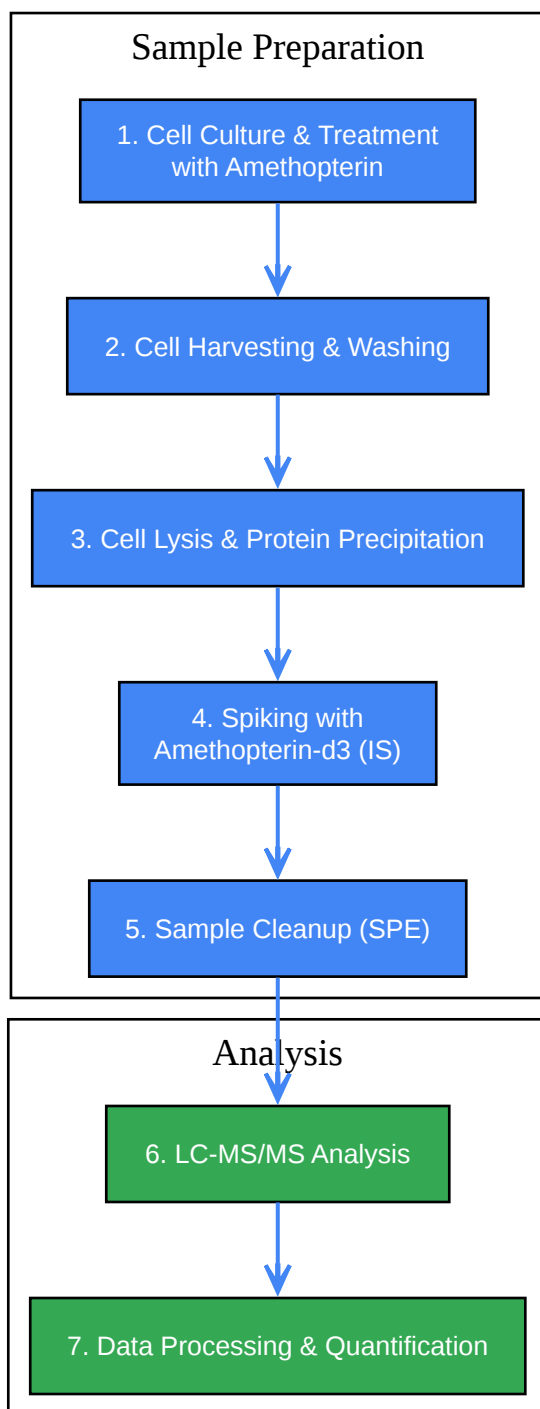 Sample Preparation
1. Cell Culture & Treatment
with Amethopterin
2. Cell Harvesting & Washing
3. Cell Lysis & Protein Precipitation
4. Spiking with
Amethopterin-d3 (IS)
5. Sample Cleanup (SPE)
Analysis
6. LC-MS/MS Analysis
7. Data Processing & Quantification